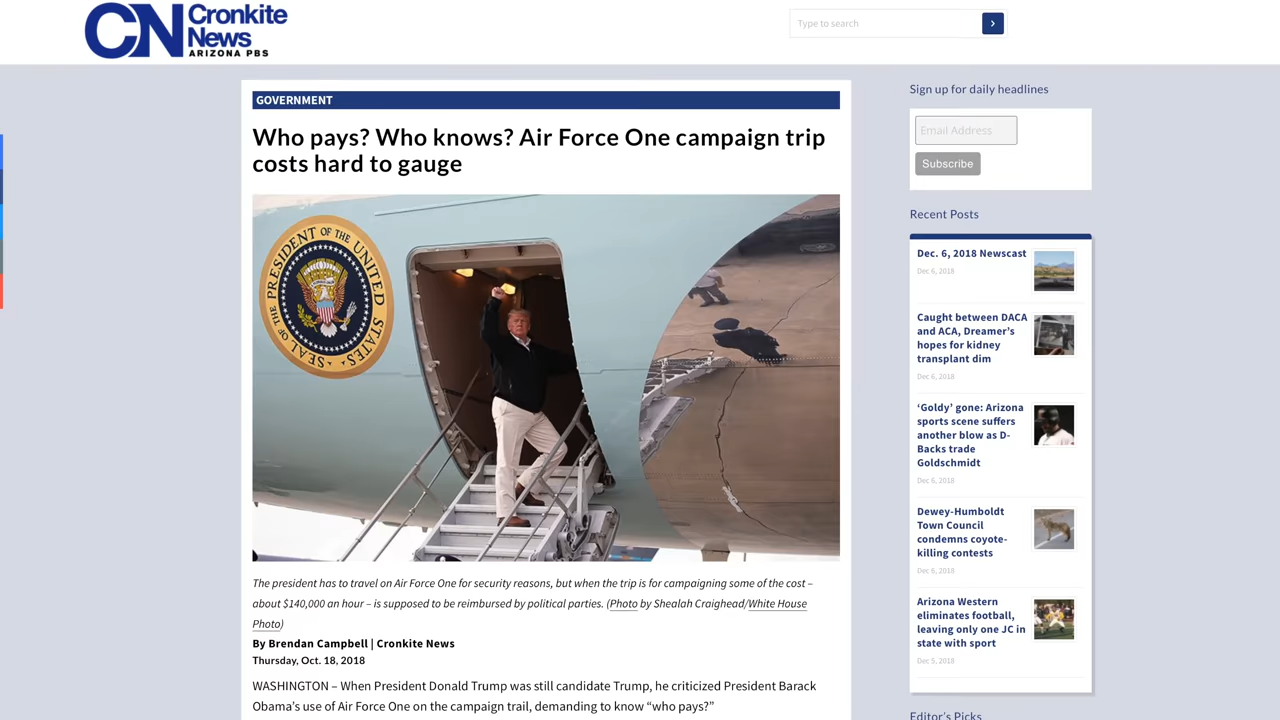 CN Cronkite
News
ARIZONA PBS
Type to search
GOVERNMENT
Who pays? Who knows? Air Force One campaign trip
costs hard to gauge
SEAL OF THE PRESIDENT OF THE UNITED STATES
The president has to travel on Air Force One for security reasons, but when the trip is for campaigning some of the cost –
about $140,000 an hour – is supposed to be reimbursed by political parties. (Photo by Shealah Craighead/White House
Photo)
By Brendan Campbell | Cronkite News
Thursday, Oct. 18, 2018
WASHINGTON – When President Donald Trump was still candidate Trump, he criticized President Barack
Obama’s use of Air Force One on the campaign trail, demanding to know “who pays?”
Sign up for daily headlines
Email Address
Subscribe
Recent Posts
Dec. 6, 2018 Newscast
Dec 6, 2018
Caught between DACA
and ACA, Dreamer’s
hopes for kidney
transplant dim
Dec 6, 2018
‘Goldy’ gone: Arizona
sports scene suffers
another blow as D-
Backs trade
Goldschmidt
Dec 6, 2018
Dewey-Humboldt
Town Council
condemns coyote-
killing contests
Dec 6, 2018
Arizona Western
eliminates football,
leaving only one JC in
state with sport
Dec 5, 2018
Editor’s Picks